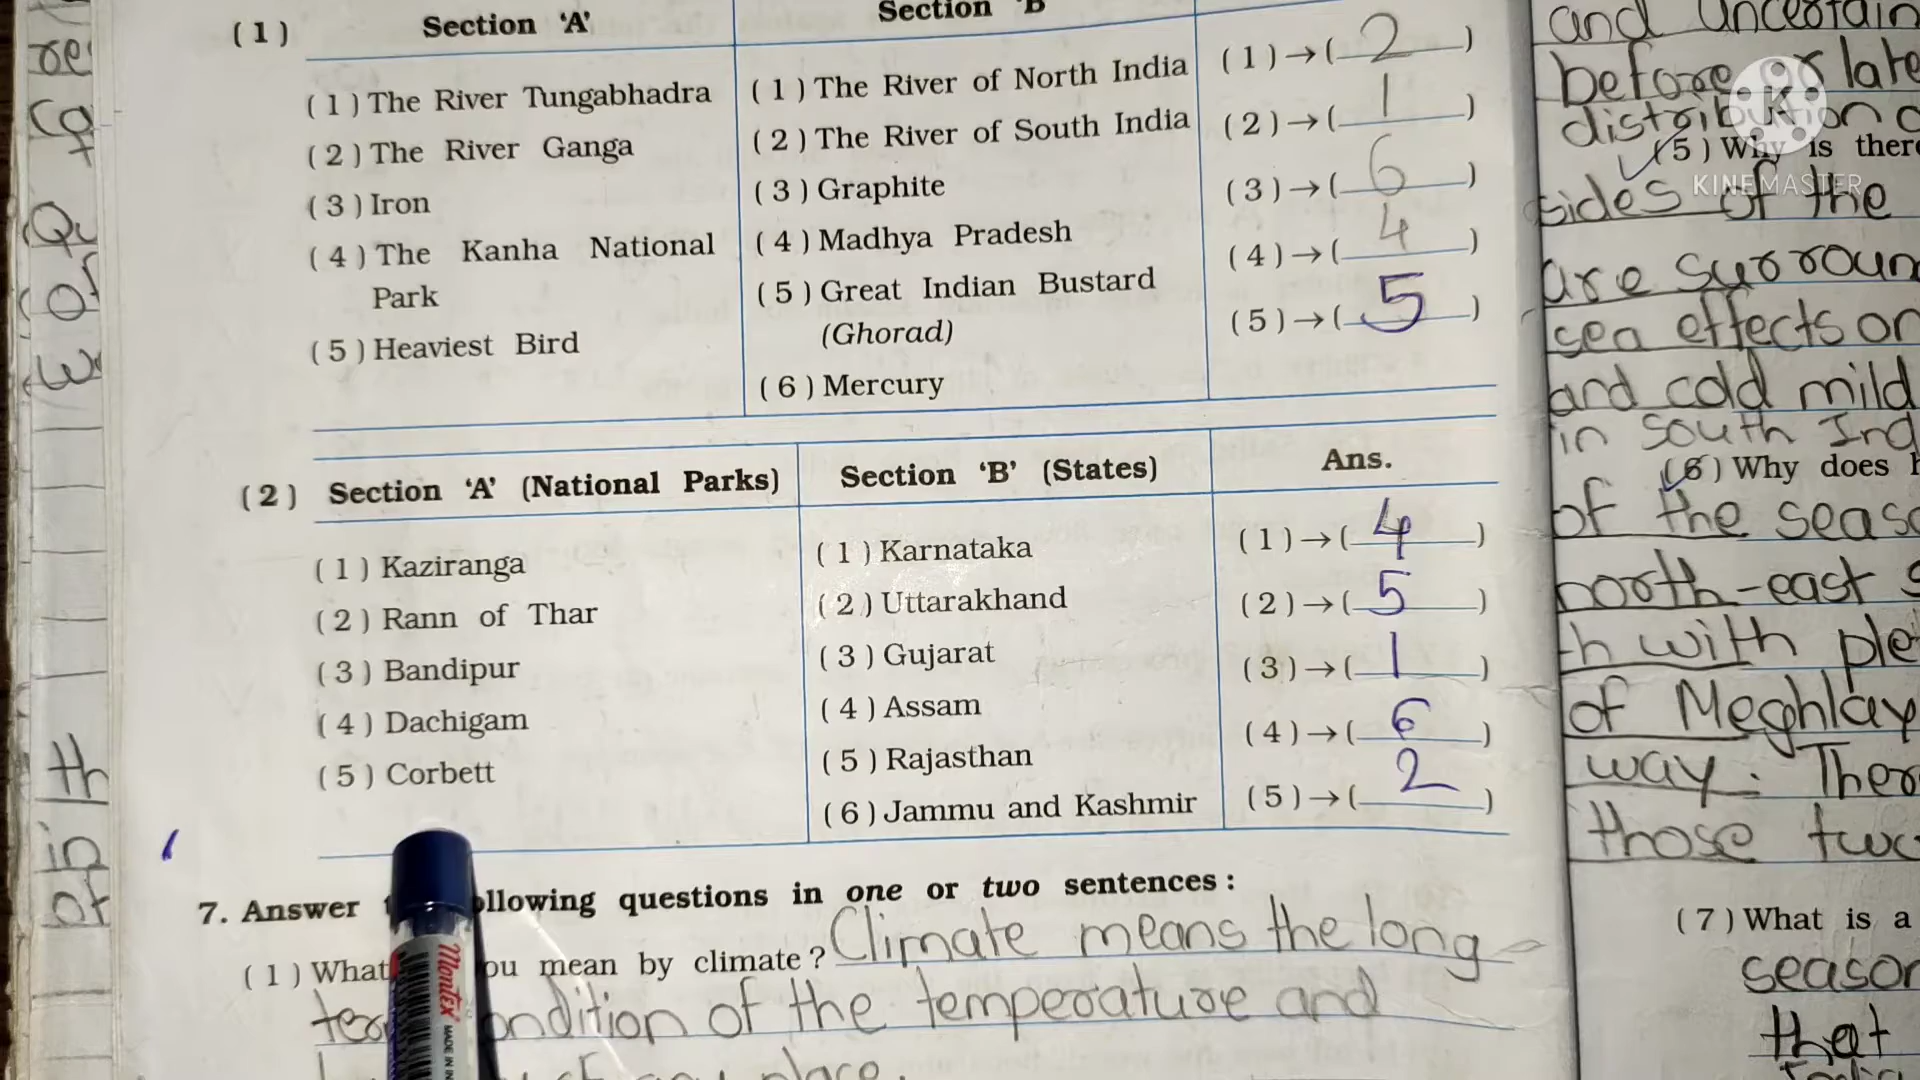 (1) Section 'A' Section 'B'
(1) The River Tungabhadra (1) The River of North India (1)→( 2 )
(2) The River Ganga (2) The River of South India (2)→( 1 )
(3) Iron (3) Graphite (3)→( 6 )
(4) The Kanha National (4) Madhya Pradesh (4)→( 4 )
Park (5) Great Indian Bustard (5)→( 5 )
(5) Heaviest Bird (Ghorad)
(6) Mercury
(2) Section 'A' (National Parks) Section 'B' (States) Ans.
(1) Kaziranga (1) Karnataka (1)→( 4 )
(2) Rann of Thar (2) Uttarakhand (2)→( 5 )
(3) Bandipur (3) Gujarat (3)→( 1 )
(4) Dachigam (4) Assam (4)→( 6 )
(5) Corbett (5) Rajasthan (5)→( 2 )
(6) Jammu and Kashmir
7. Answer ollowing questions in one or two sentences :
(1) What ou mean by climate? Climate means the long
ondition of the temperature and
place.
Montex
MADE IN IN
and uncertain
before or late
distribution o
(5) Why is there
sides of the
are surroun
sea effects on
and cold mild
in south Ind
(6) Why does h
of the seaso
north-east s
h with ple
of Meghlay
way. There
those two
(7) What is a
season
that
K
KINEMASTER